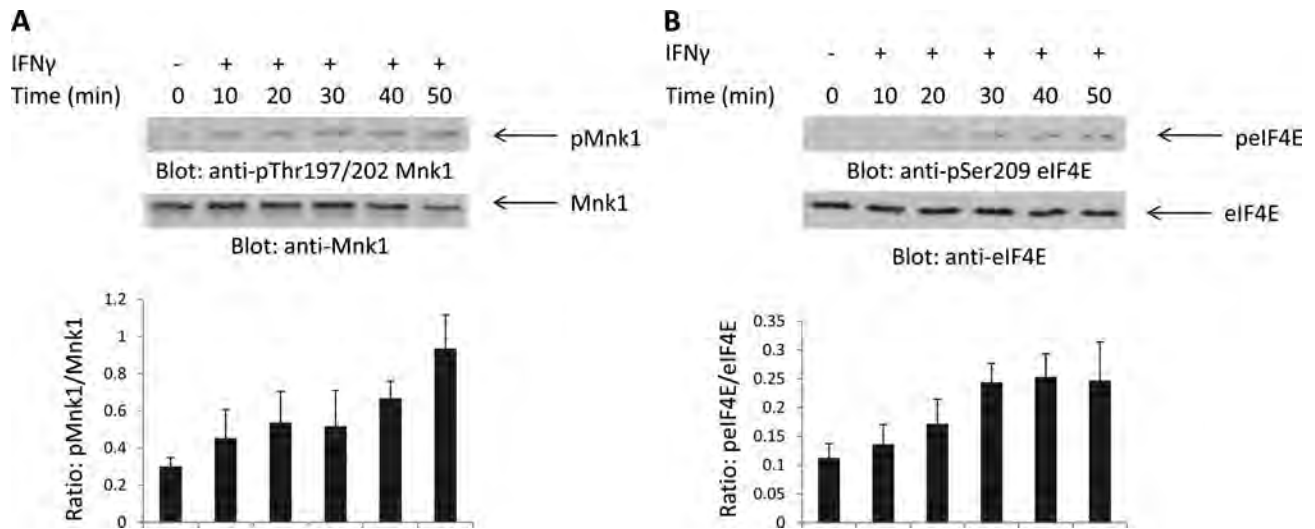 A
IFNγ - + + + + +
Time (min) 0 10 20 30 40 50
pMnk1
Blot: anti-pThr197/202 Mnk1
Mnk1
Blot: anti-Mnk1
Ratio: pMnk1/Mnk1
1.2
1
0.8
0.6
0.4
0.2
0
B
IFNγ - + + + + +
Time (min) 0 10 20 30 40 50
peIF4E
Blot: anti-pSer209 eIF4E
eIF4E
Blot: anti-eIF4E
Ratio: peIF4E/eIF4E
0.35
0.3
0.25
0.2
0.15
0.1
0.05
0